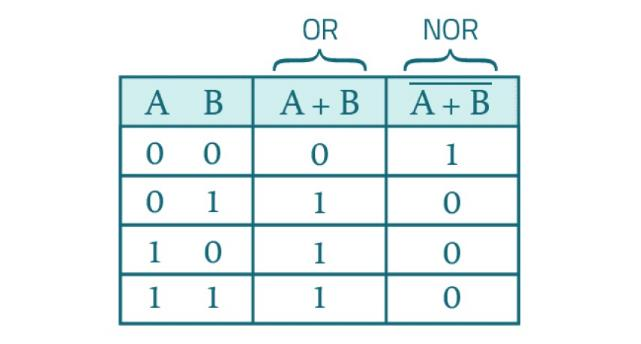 OR NOR
A B A + B A̅ ̅+̅ ̅B̅
0 0 0 1
0 1 1 0
1 0 1 0
1 1 1 0